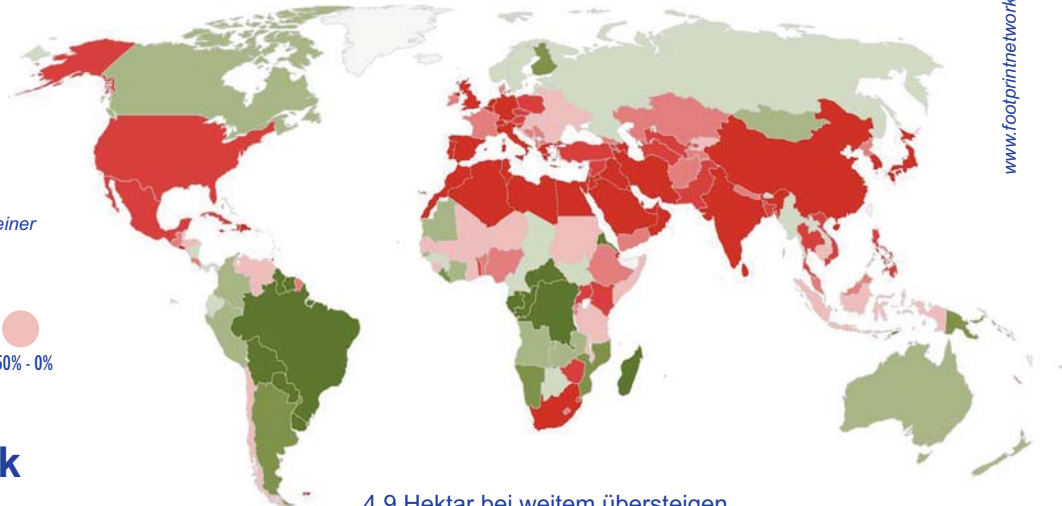 www.footprintnetwork
einer
50% - 0%
k
4,9 Hektar bei weitem übersteigen